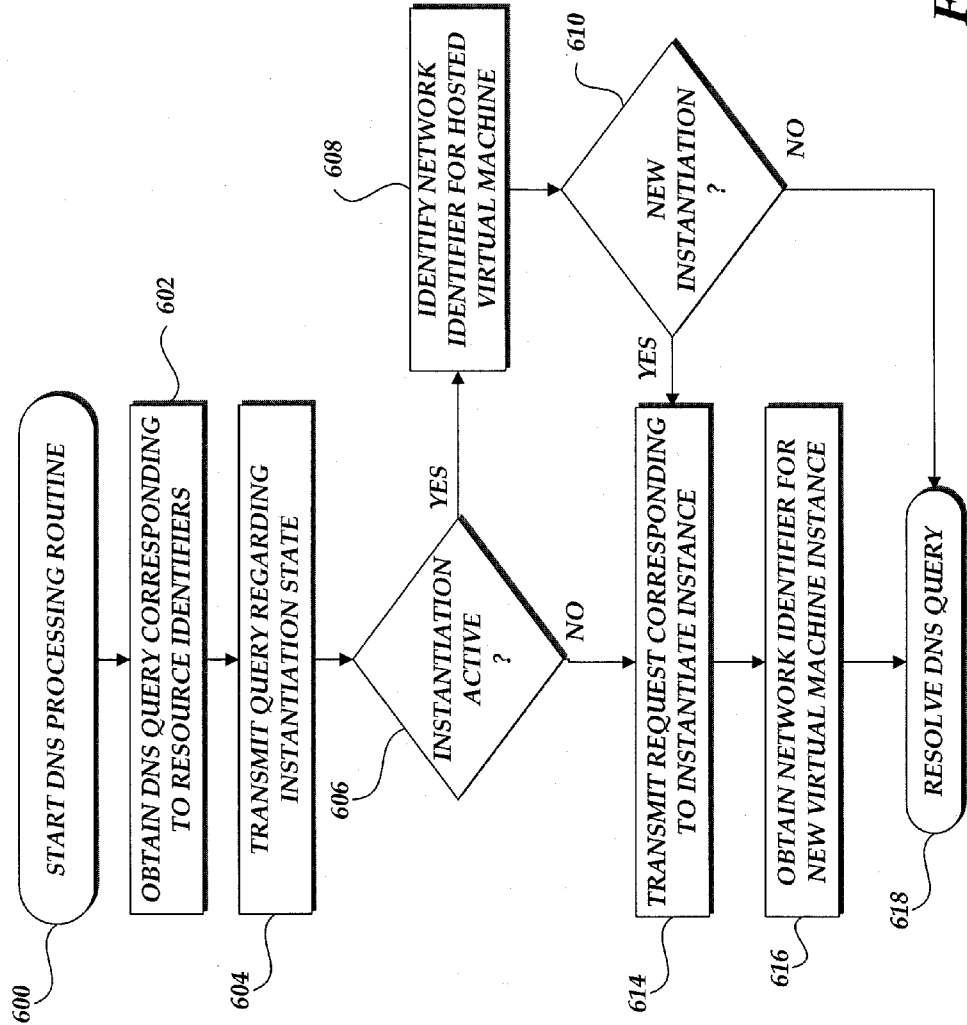 600
START DNS PROCESSING ROUTINE
602
OBTAIN DNS QUERY CORRESPONDING
TO RESOURCE IDENTIFIERS
604
TRANSMIT QUERY REGARDING
INSTANTIATION STATE
606
INSTANTIATION
ACTIVE
?
YES
NO
608
IDENTIFY NETWORK
IDENTIFIER FOR HOSTED
VIRTUAL MACHINE
610
NEW
INSTANTIATION
?
YES
NO
614
TRANSMIT REQUEST CORRESPONDING
TO INSTANTIATE INSTANCE
616
OBTAIN NETWORK IDENTIFIER FOR
NEW VIRTUAL MACHINE INSTANCE
618
RESOLVE DNS QUERY